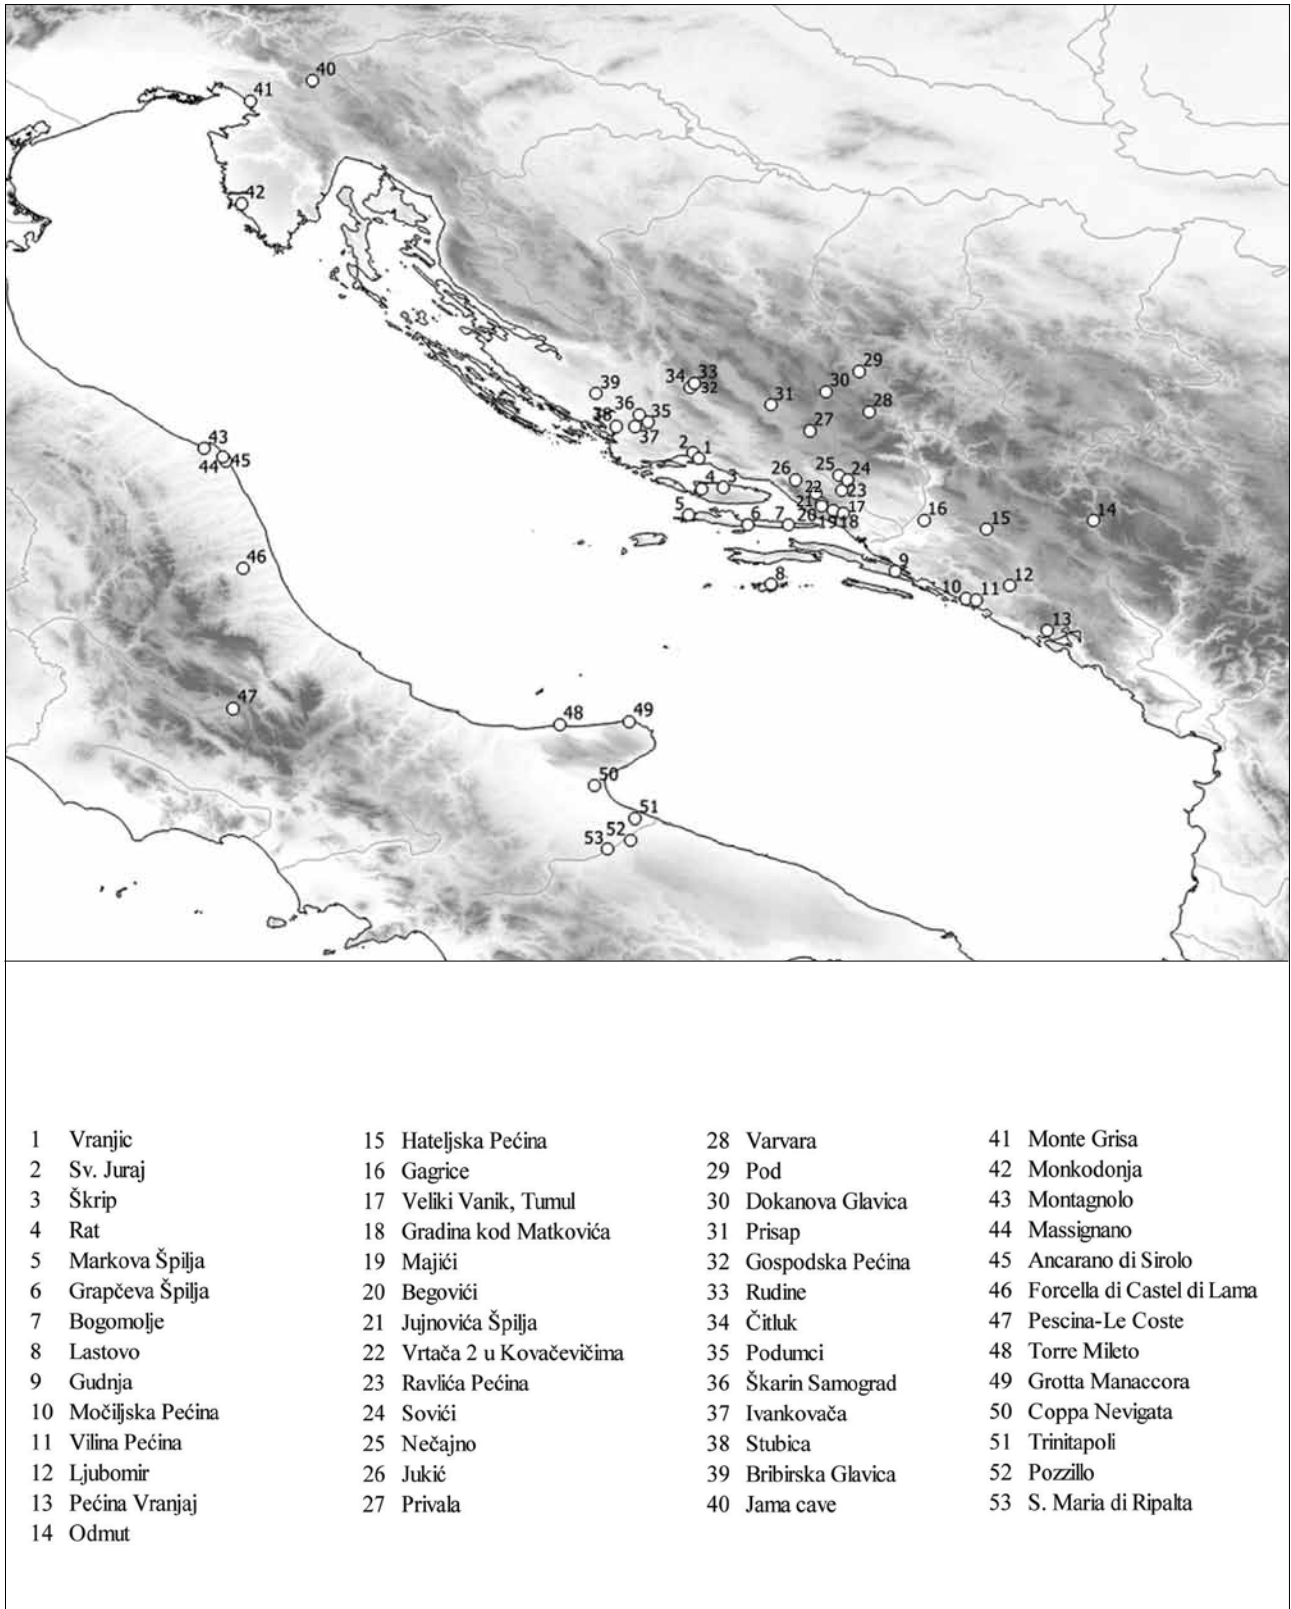 40
41
42
29
33
34
32
39
30
31
36
28
35
38
27
37
43
2
1
44
45
25
24
26
4
3
22
23
21
17
5
6
7
20
19
18
16
15
14
46
9
8
12
10
11
13
47
48
49
50
51
52
53
1 Vranjic
2 Sv. Juraj
3 Škrip
4 Rat
5 Markova Špilja
6 Grapčeva Špilja
7 Bogomolje
8 Lastovo
9 Gudnja
10 Močiljska Pećina
11 Vilina Pećina
12 Ljubomir
13 Pećina Vranjaj
14 Odmut
15 Hateljska Pećina
16 Gagrice
17 Veliki Vanik, Tumul
18 Gradina kod Matkovića
19 Majići
20 Begovići
21 Jujnovića Špilja
22 Vrtača 2 u Kovačevičima
23 Ravlića Pećina
24 Sovići
25 Nečajno
26 Jukić
27 Privala
28 Varvara
29 Pod
30 Dokanova Glavica
31 Prisap
32 Gospodska Pećina
33 Rudine
34 Čitluk
35 Podumci
36 Škarin Samograd
37 Ivankovača
38 Stubica
39 Bribirska Glavica
40 Jama cave
41 Monte Grisa
42 Monkodonja
43 Montagnolo
44 Massignano
45 Ancarano di Sirolo
46 Forcella di Castel di Lama
47 Pescina-Le Coste
48 Torre Mileto
49 Grotta Manaccora
50 Coppa Nevigata
51 Trinitapoli
52 Pozzillo
53 S. Maria di Ripalta